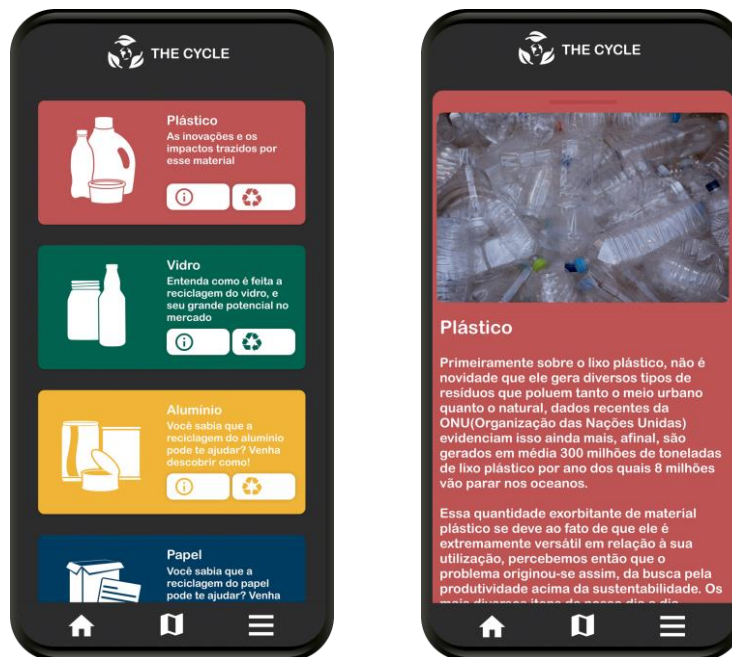 THE CYCLE
Plástico
As inovações e os
impactos trazidos por
esse material
Vidro
Entenda como é feita a
reciclagem do vidro, e
seu grande potencial no
mercado
Alumínio
Você sabia que a
reciclagem do alumínio
pode te ajudar? Venha
descobrir como!
Papel
Você sabia que a
reciclagem do papel
pode te ajudar? Venha
THE CYCLE
Plástico
Primeiramente sobre o lixo plástico, não é
novidade que ele gera diversos tipos de
resíduos que poluem tanto o meio urbano
quanto o natural, dados recentes da
ONU(Organização das Nações Unidas)
evidenciam isso ainda mais, afinal, são
gerados em média 300 milhões de toneladas
de lixo plástico por ano dos quais 8 milhões
vão parar nos oceanos.
Essa quantidade exorbitante de material
plástico se deve ao fato de que ele é
extremamente versátil em relação à sua
utilização, percebemos então que o
problema originou-se assim, da busca pela
produtividade acima da sustentabilidade. Os
mais diversos itens do nosso dia a dia